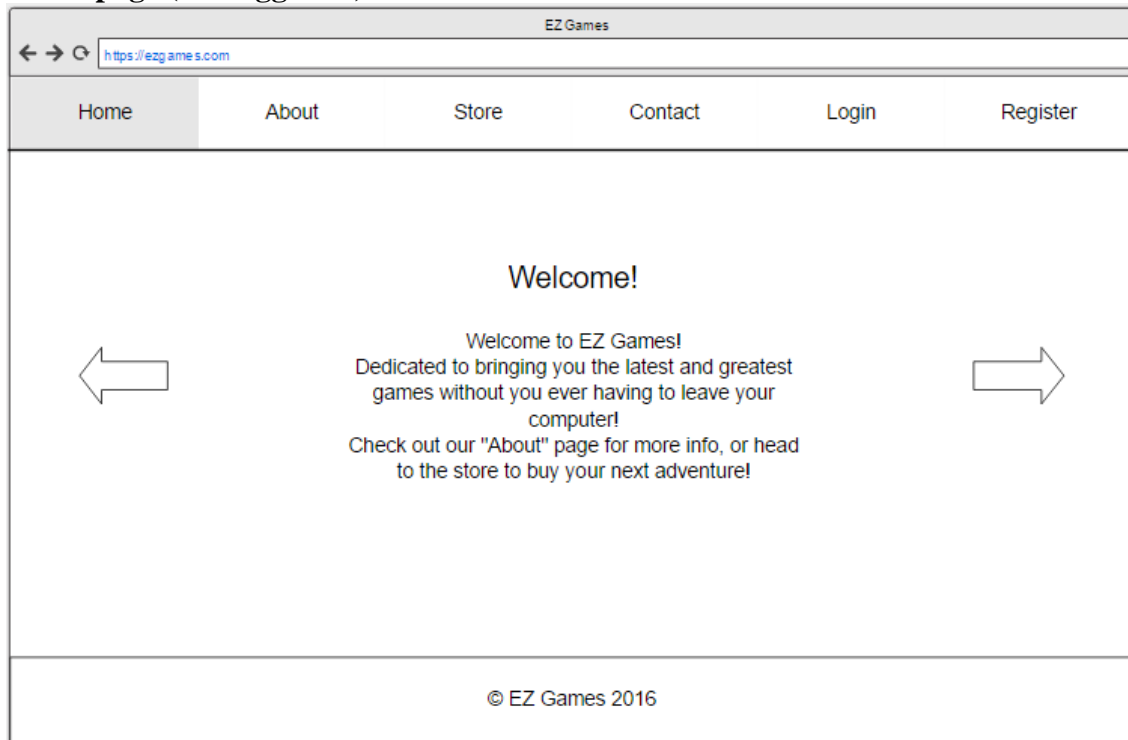 EZ Games
https://ezgames.com
Home About Store Contact Login Register
Welcome!
Welcome to EZ Games!
Dedicated to bringing you the latest and greatest
games without you ever having to leave your
computer!
Check out our "About" page for more info, or head
to the store to buy your next adventure!
© EZ Games 2016